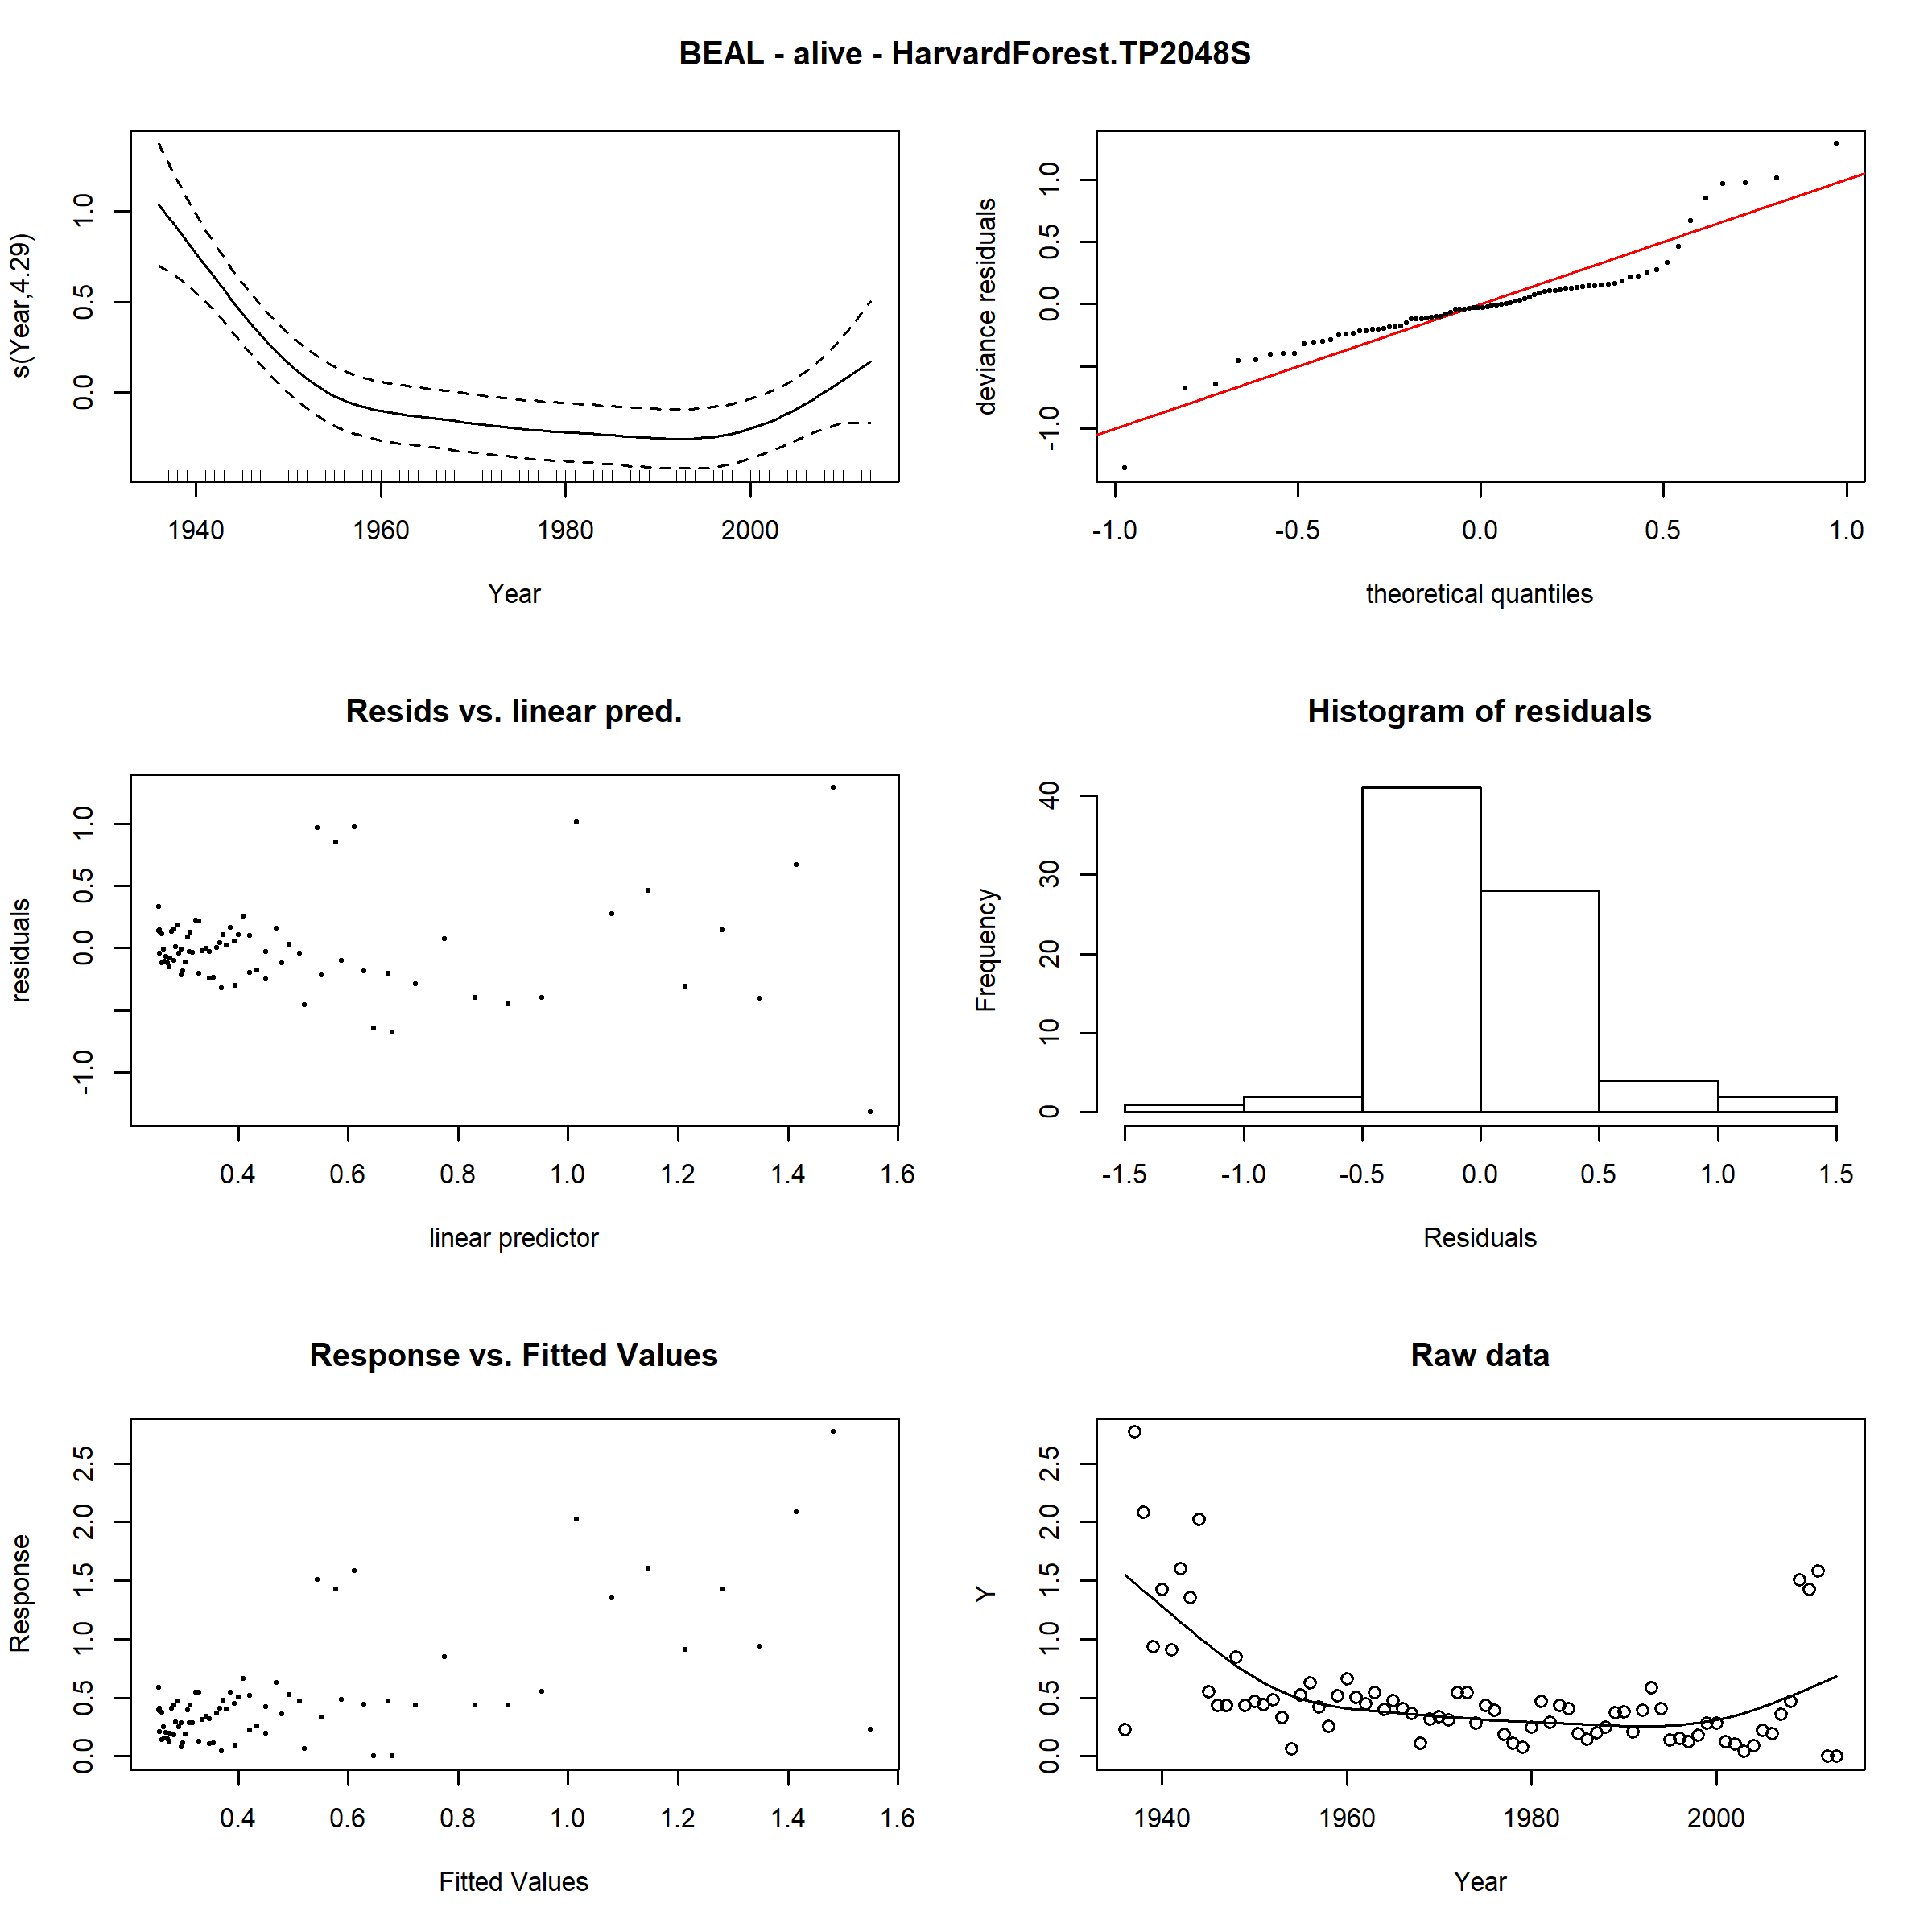 BEAL - alive - HarvardForest.TP2048S
s(Year,4.29)
0.0 0.5 1.0
1940 1960 1980 2000
Year
deviance residuals
-1.0 0.0 0.5 1.0
-1.0 -0.5 0.0 0.5 1.0
theoretical quantiles
Resids vs. linear pred.
residuals
-1.0 0.0 0.5 1.0
0.4 0.6 0.8 1.0 1.2 1.4 1.6
linear predictor
Histogram of residuals
Frequency
0 10 20 30 40
-1.5 -1.0 -0.5 0.0 0.5 1.0 1.5
Residuals
Response vs. Fitted Values
Response
0.0 0.5 1.0 1.5 2.0 2.5
0.4 0.6 0.8 1.0 1.2 1.4 1.6
Fitted Values
Raw data
Y
0.0 0.5 1.0 1.5 2.0 2.5
1940 1960 1980 2000
Year